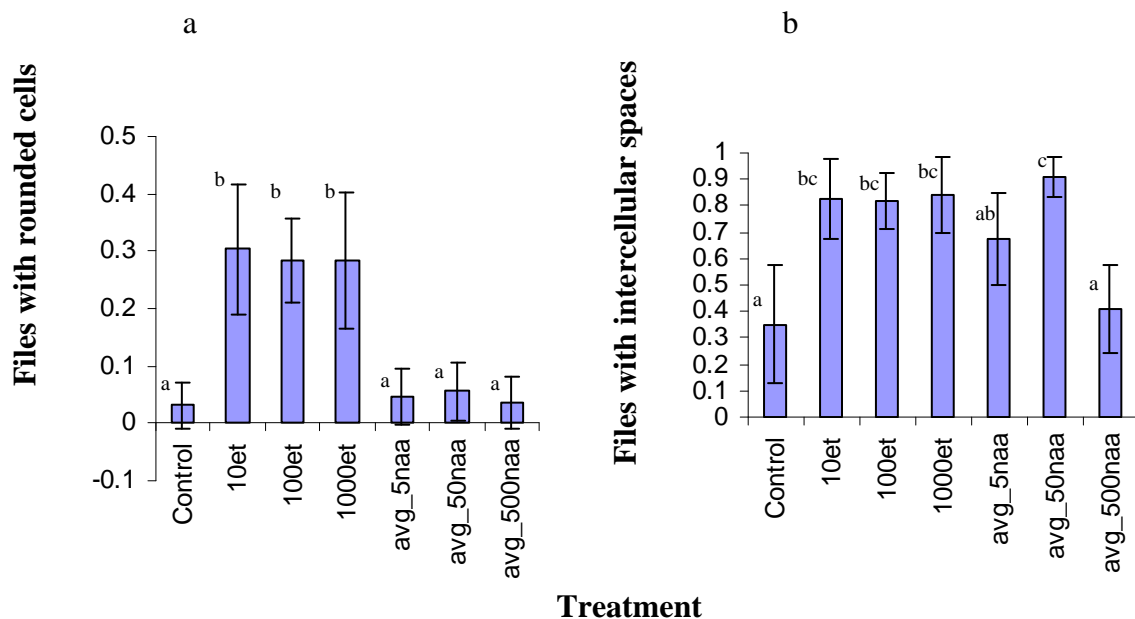 a
Files with rounded cells
0.5
0.4
0.3
0.2
0.1
0
-0.1
a
b
b
b
a
a
a
Control
10et
100et
1000et
avg_5naa
avg_50naa
avg_500naa
b
Files with intercellular spaces
1
0.9
0.8
0.7
0.6
0.5
0.4
0.3
0.2
0.1
0
a
bc
bc
bc
ab
c
a
Control
10et
100et
1000et
avg_5naa
avg_50naa
avg_500naa
Treatment